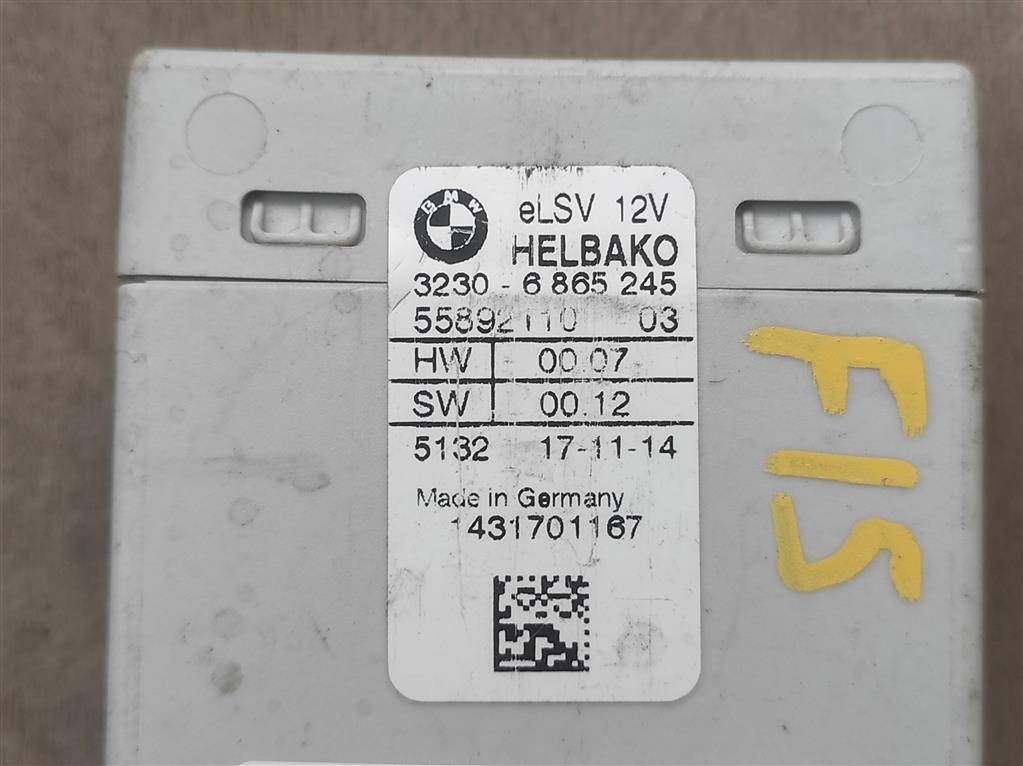 BMW
eLSV 12V
HELBAKO
3230 - 6 865 245
55892110 03
HW 00.07
SW 00.12
5132 17-11-14
Made in Germany
1431701167
F15